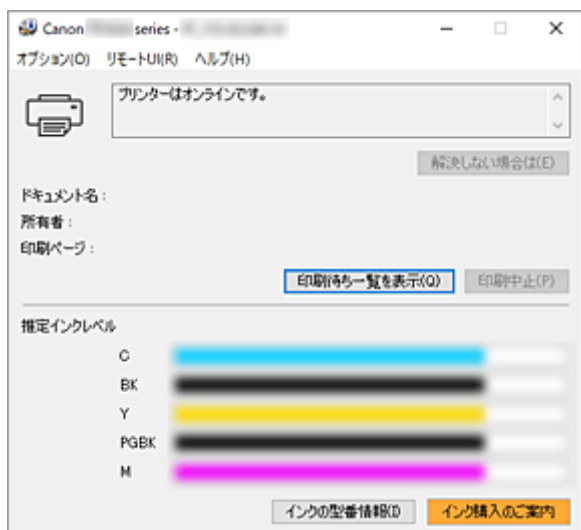 Canon series -
オプション(O) リモートUI(R) ヘルプ(H)
プリンターはオンラインです。
解決しない場合は(E)
ドキュメント名 :
所有者 :
印刷ページ :
印刷待ち一覧を表示(Q) 印刷中止(P)
推定インクレベル
C
BK
Y
PGBK
M
インクの型番情報(I) インク購入のご案内